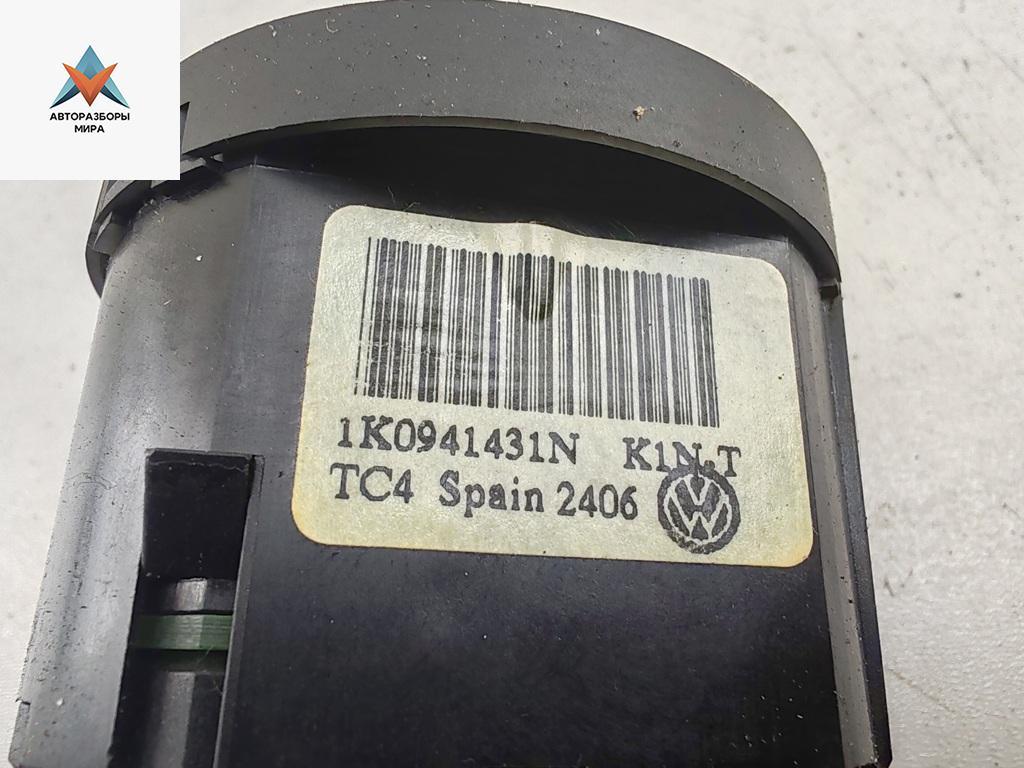 АВТОРАЗБОРЫ
МИРА
1K0941431N K1N.T
TC4 Spain 2406